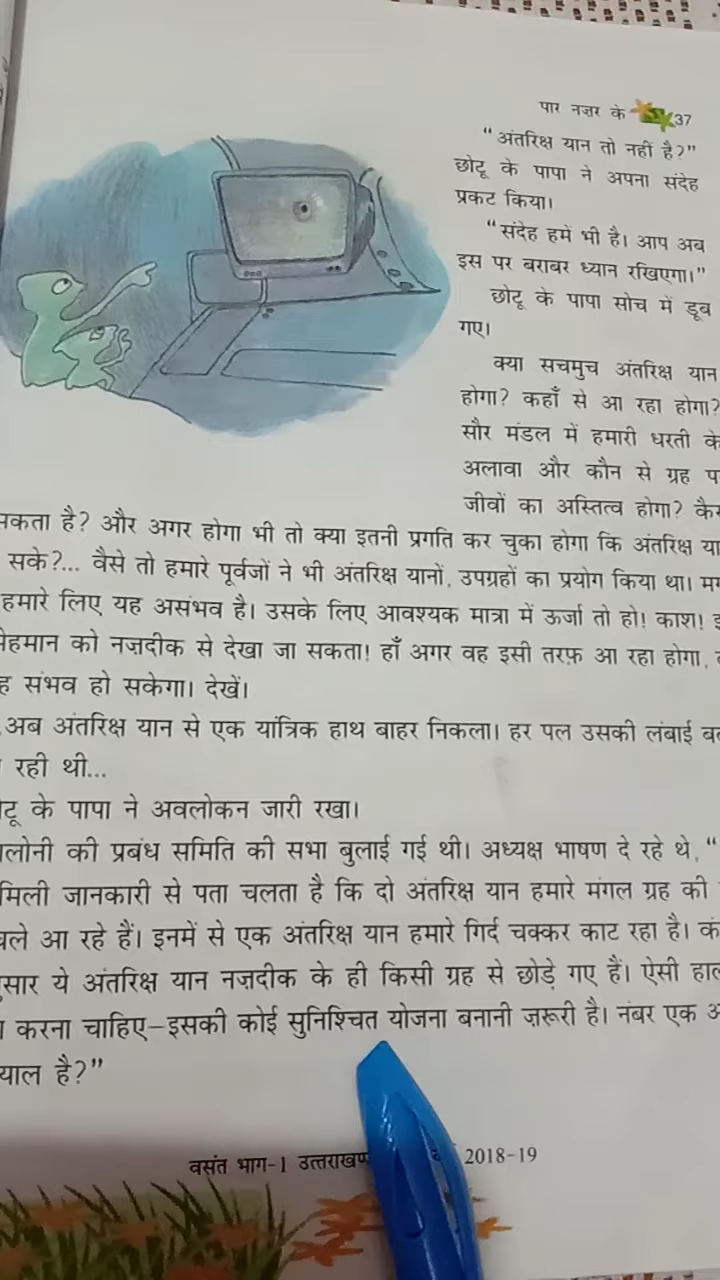 पार नज़र के 37
“अंतरिक्ष यान तो नहीं है?”
छोटू के पापा ने अपना संदेह
प्रकट किया।
“संदेह हमें भी है। आप अब
इस पर बराबर ध्यान रखिएगा।”
छोटू के पापा सोच में डूब
गए।
क्या सचमुच अंतरिक्ष यान
होगा? कहाँ से आ रहा होगा?
सौर मंडल में हमारी धरती के
अलावा और कौन से ग्रह
जीवों का अस्तित्व होगा?
सकता है? और अगर होगा भी तो क्या इतनी प्रगति कर चुका होगा कि अंतरिक्ष
सके?... वैसे तो हमारे पूर्वजों ने भी अंतरिक्ष यानों, उपग्रहों का प्रयोग किया था।
हमारे लिए यह असंभव है। उसके लिए आवश्यक मात्रा में ऊर्जा तो हो! काश!
मेहमान को नज़दीक से देखा जा सकता! हाँ अगर वह इसी तरफ़ आ रहा होगा,
संभव हो सकेगा। देखें।
अब अंतरिक्ष यान से एक यांत्रिक हाथ बाहर निकला। हर पल उसकी लंबाई
रही थी...
के पापा ने अवलोकन जारी रखा।
की प्रबंध समिति की सभा बुलाई गई थी। अध्यक्ष भाषण दे रहे थे, “
मिली जानकारी से पता चलता है कि दो अंतरिक्ष यान हमारे मंगल ग्रह की
चले आ रहे हैं। इनमें से एक अंतरिक्ष यान हमारे गिर्द चक्कर काट रहा है।
ये अंतरिक्ष यान नज़दीक के ही किसी ग्रह से छोड़े गए हैं। ऐसी
करना चाहिए–इसकी कोई सुनिश्चित योजना बनानी ज़रूरी है। नंबर एक
है?”
वसंत भाग-1 2018-19